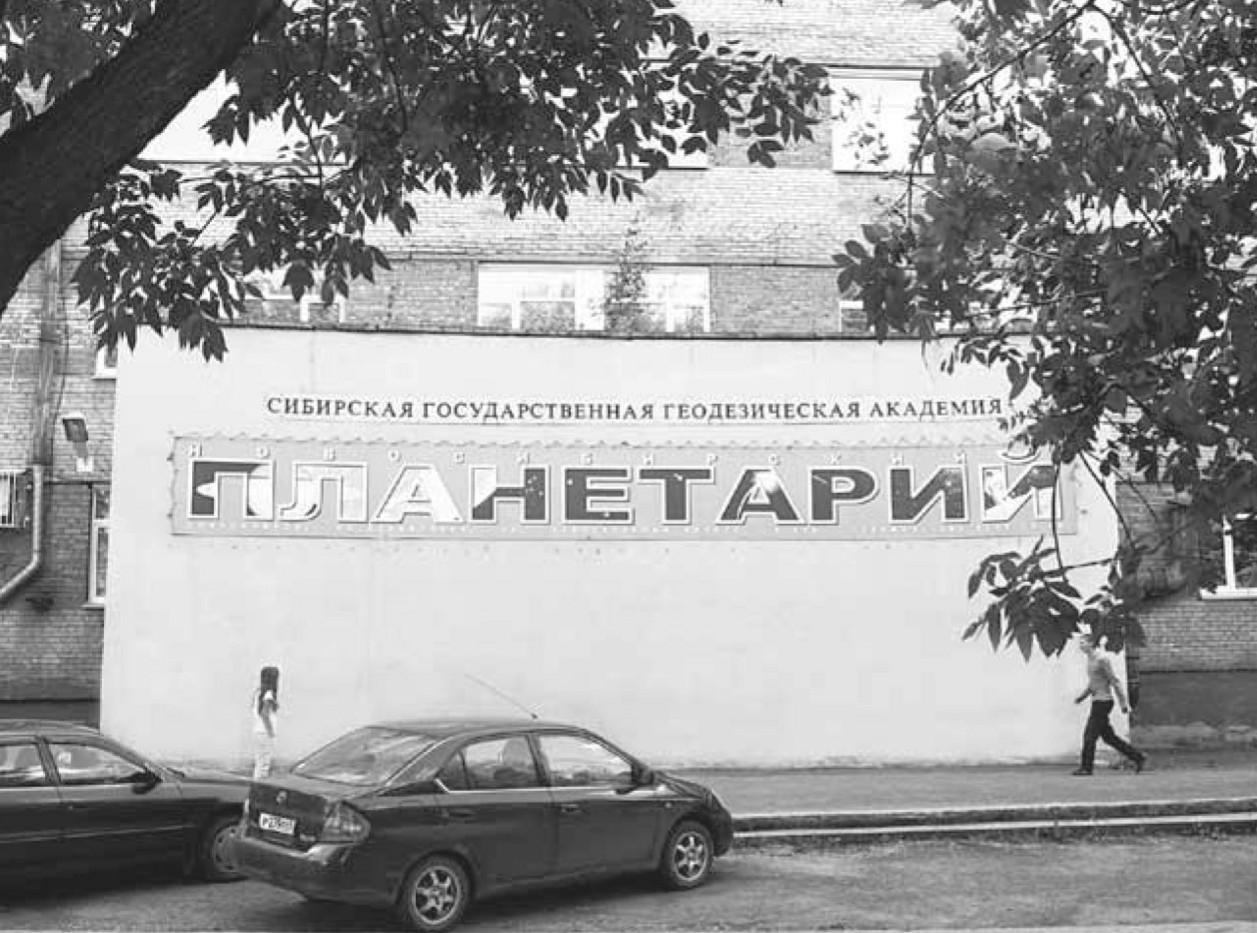 СИБИРСКАЯ ГОСУДАРСТВЕННАЯ ГЕОДЕЗИЧЕСКАЯ АКАДЕМИЯ
НОВОСИБИРСКИЙ
ПЛАНЕТАРИЙ